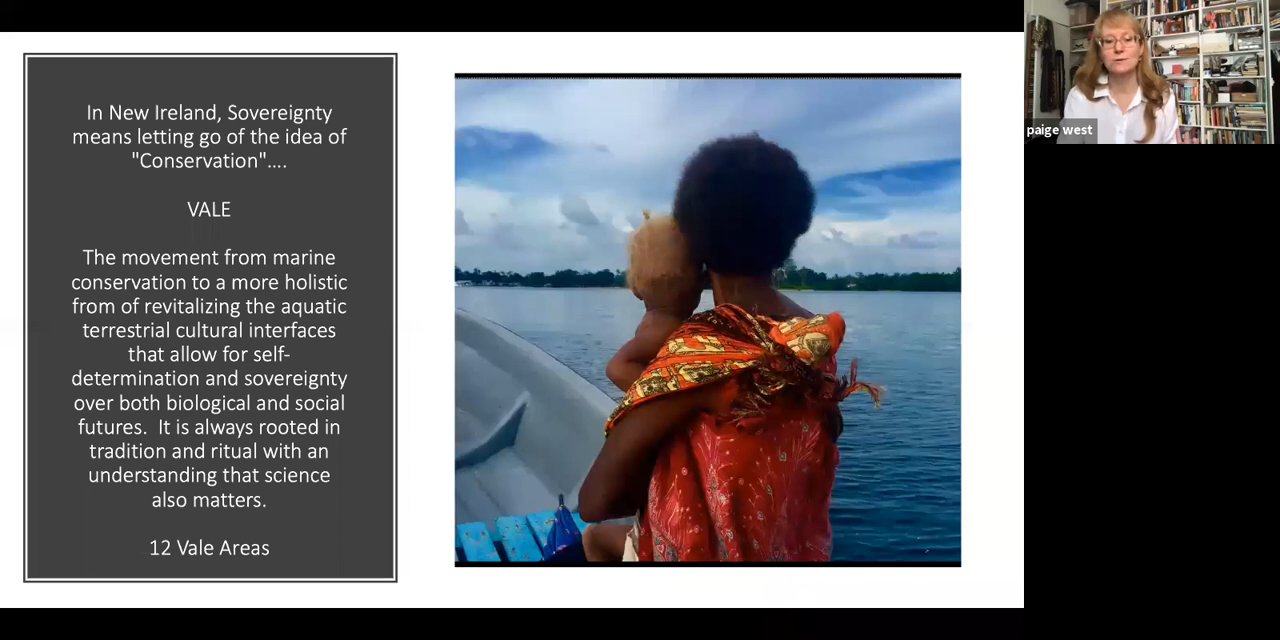 In New Ireland, Sovereignty
means letting go of the idea of
"Conservation"....
VALE
The movement from marine
conservation to a more holistic
from of revitalizing the aquatic
terrestrial cultural interfaces
that allow for self-
determination and sovereignty
over both biological and social
futures.  It is always rooted in
tradition and ritual with an
understanding that science
also matters.
12 Vale Areas
paige west